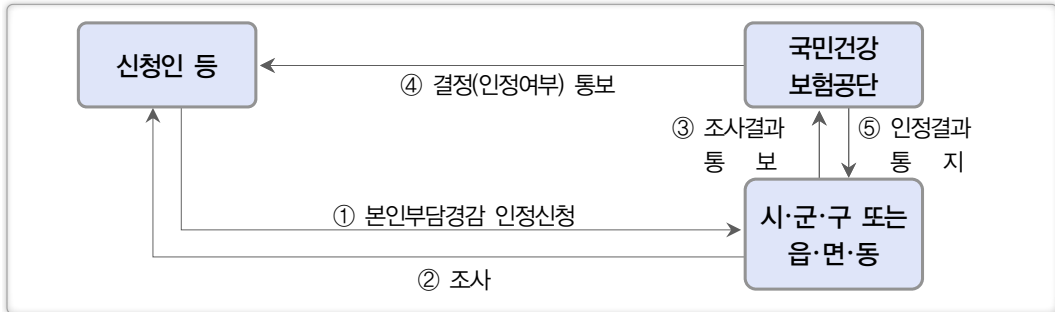 신청인 등
국민건강
보험공단
④ 결정(인정여부) 통보
③ 조사결과
통 보
⑤ 인정결과
통 지
① 본인부담경감 인정신청
시·군·구 또는
읍·면·동
② 조사